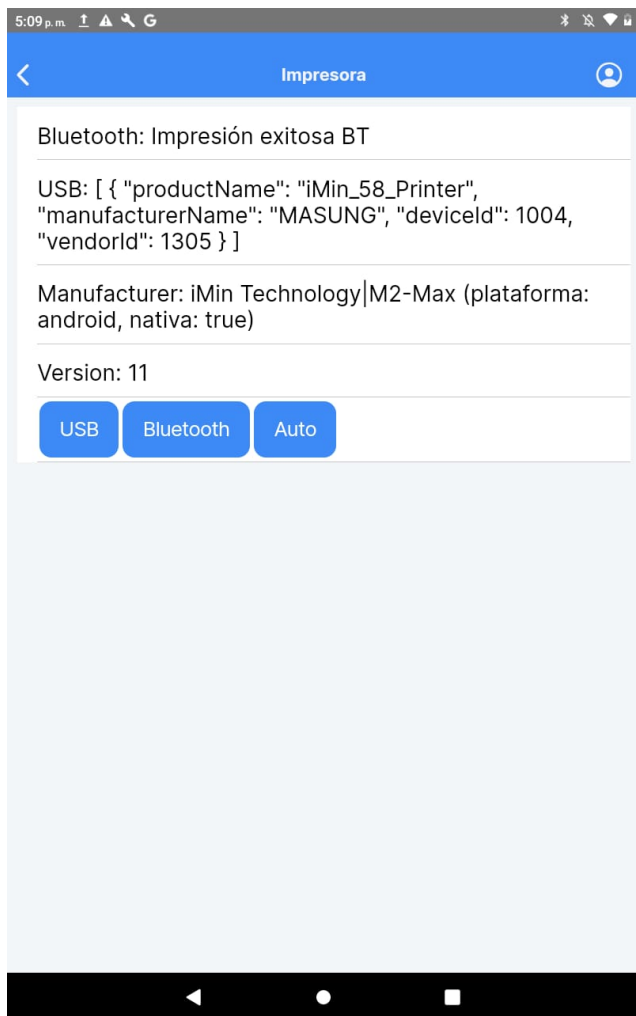 5:09 p. m. G
Impresora
Bluetooth: Impresión exitosa BT
USB: [ { "productName": "iMin_58_Printer",
"manufacturerName": "MASUNG", "deviceId": 1004,
"vendorId": 1305 } ]
Manufacturer: iMin Technology|M2-Max (plataforma:
android, nativa: true)
Version: 11
USB Bluetooth Auto